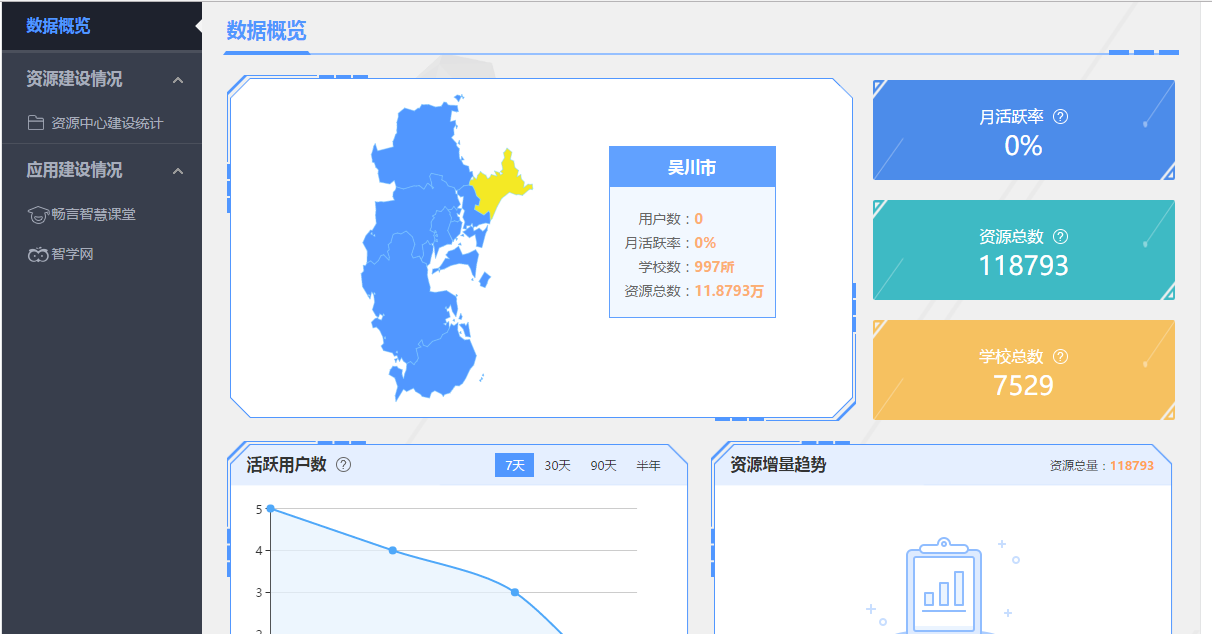 数据概览
资源建设情况
资源中心建设统计
应用建设情况
畅言智慧课堂
智学网
数据概览
吴川市
用户数：0
月活跃率：0%
学校数：997所
资源总数：11.8793万
月活跃率 ?
0%
资源总数 ?
118793
学校总数 ?
7529
活跃用户数 ?
7天 30天 90天 半年
5
4
3
2
资源增量趋势
资源总量：118793